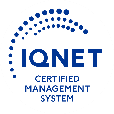 IQNET
CERTIFIED
MANAGEMENT
SYSTEM